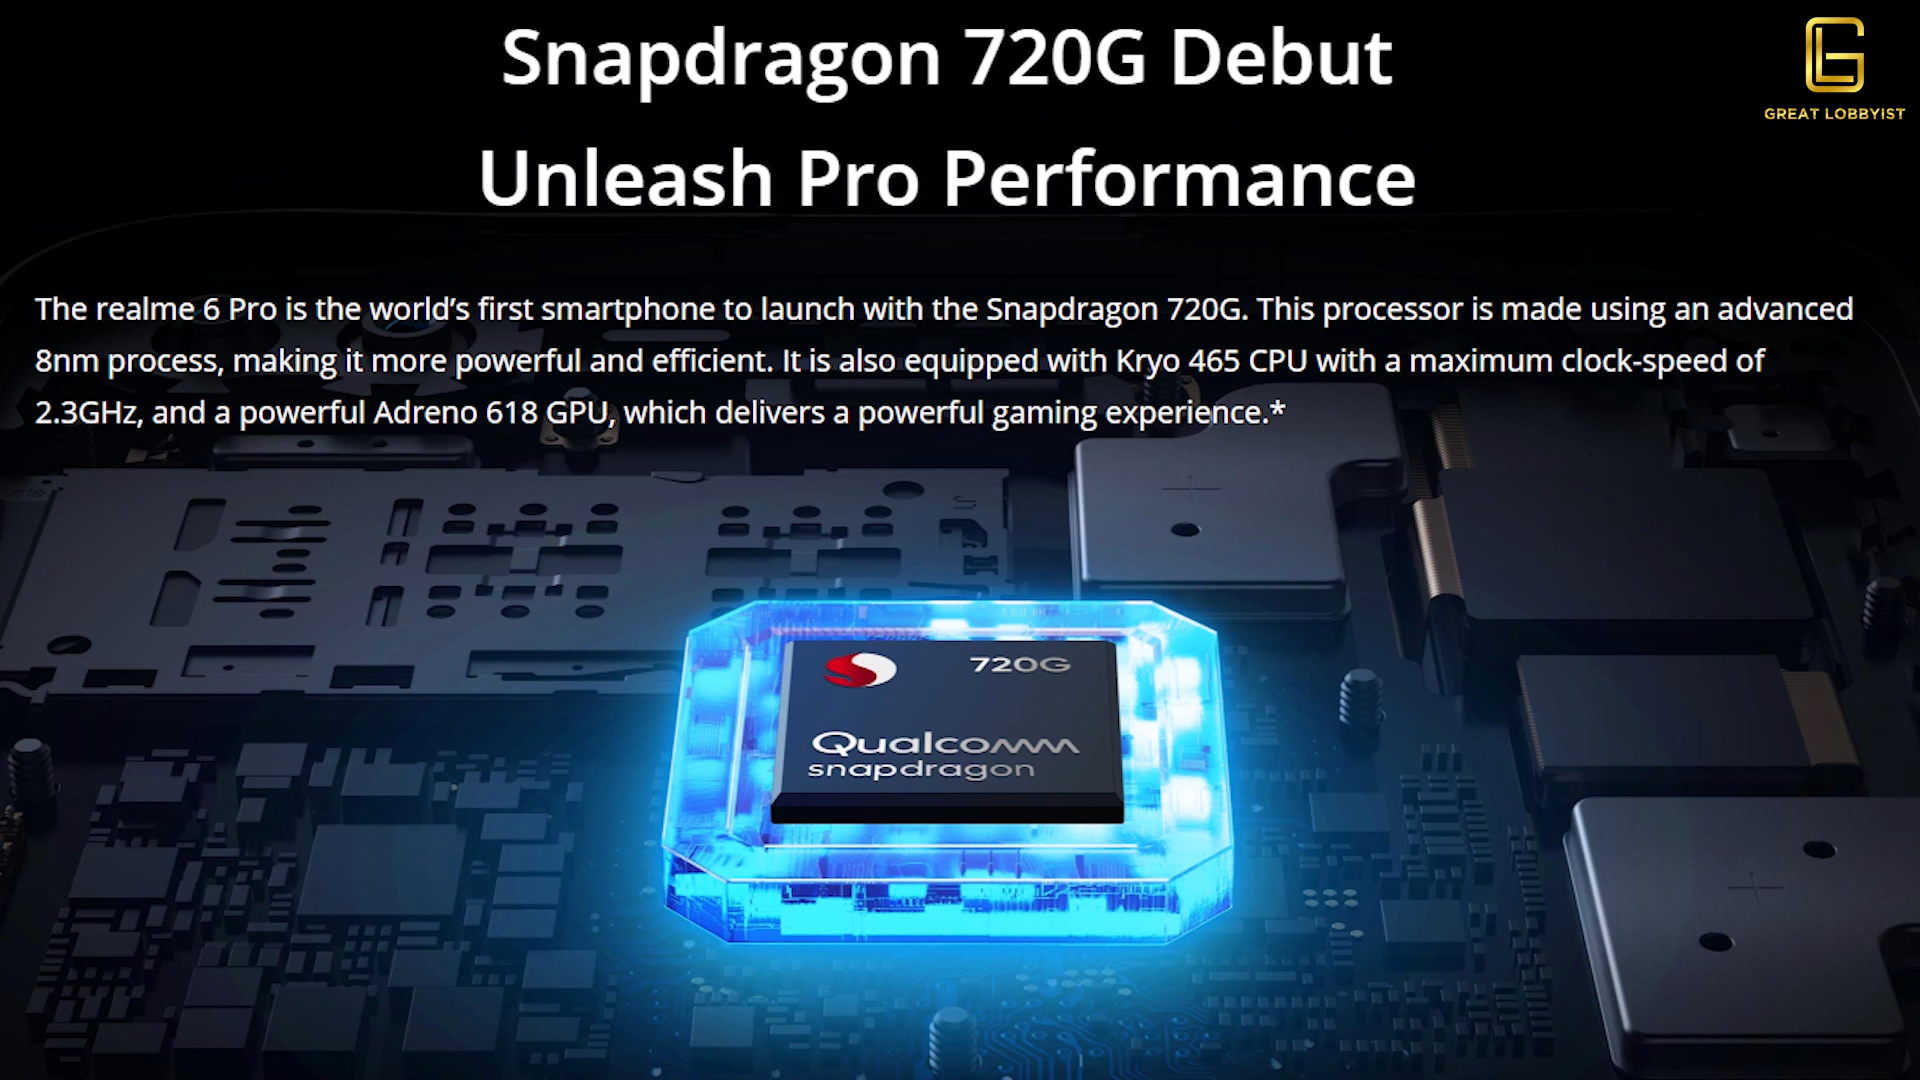 Snapdragon 720G Debut
Unleash Pro Performance
GREAT LOBBYIST
The realme 6 Pro is the world’s first smartphone to launch with the Snapdragon 720G. This processor is made using an advanced
8nm process, making it more powerful and efficient. It is also equipped with Kryo 465 CPU with a maximum clock-speed of
2.3GHz, and a powerful Adreno 618 GPU, which delivers a powerful gaming experience.*
720G
Qualcomm
snapdragon